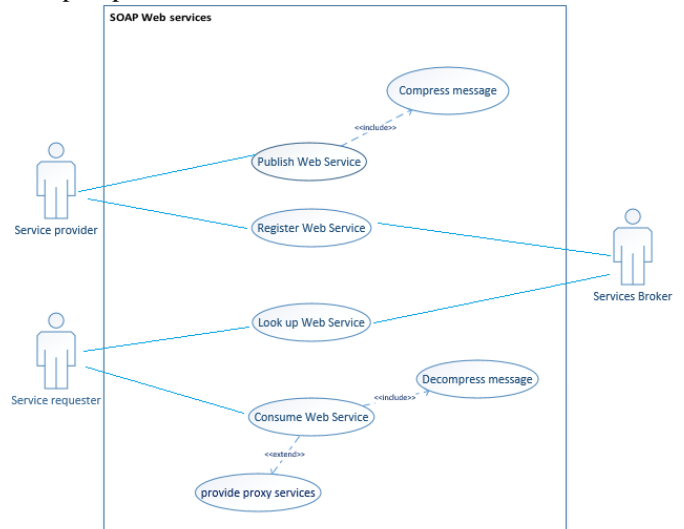 SOAP Web services
Compress message
<<include>>
Publish Web Service
Service provider
Register Web Service
Services Broker
Look up Web Service
Service requester
Decompress message
<<include>>
Consume Web Service
<<extend>>
provide proxy services